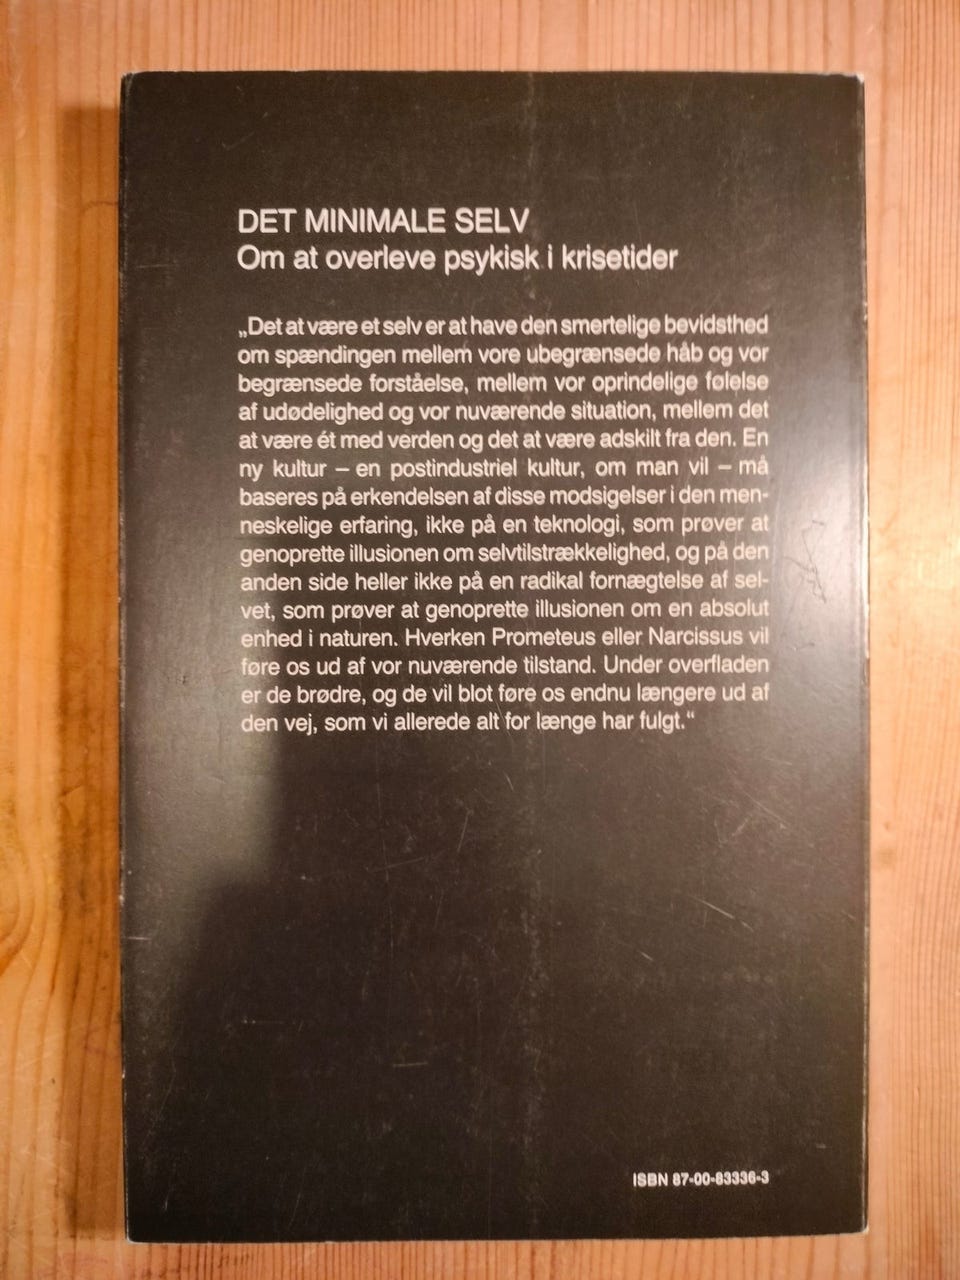 DET MINIMALE SELV
Om at overleve psykisk i krisetider
„Det at være et selv er at have den smertelige bevidsthed
om spændingen mellem vore ubegrænsede håb og vor
begrænsede forståelse, mellem vor oprindelige følelse
af udødelighed og vor nuværende situation, mellem det
at være ét med verden og det at være adskilt fra den. En
ny kultur – en postindustriel kultur, om man vil – må
baseres på erkendelsen af disse modsigelser i den men-
neskelige erfaring, ikke på en teknologi, som prøver at
genoprette illusionen om selvtilstrækkelighed, og på den
anden side heller ikke på en radikal fornægtelse af sel-
vet, som prøver at genoprette illusionen om en absolut
enhed i naturen. Hverken Prometeus eller Narcissus vil
føre os ud af vor nuværende tilstand. Under overfladen
er de brødre, og de vil blot føre os endnu længere ud af
den vej, som vi allerede alt for længe har fulgt.“
ISBN 87-00-83336-3